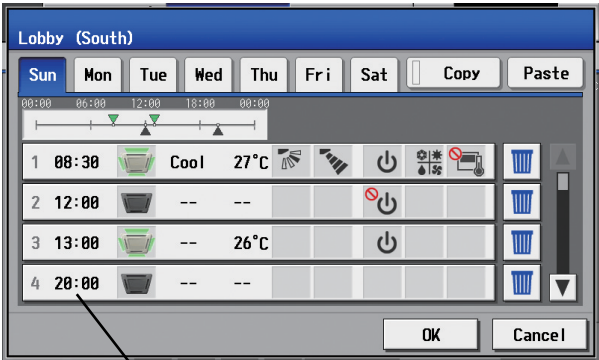 Lobby (South)
Sun Mon Tue Wed Thu Fri Sat Copy Paste
00:00 06:00 12:00 18:00 00:00
1 08:30 Cool 27°C
2 12:00 -- --
3 13:00 -- 26°C
4 20:00 -- --
OK Cancel